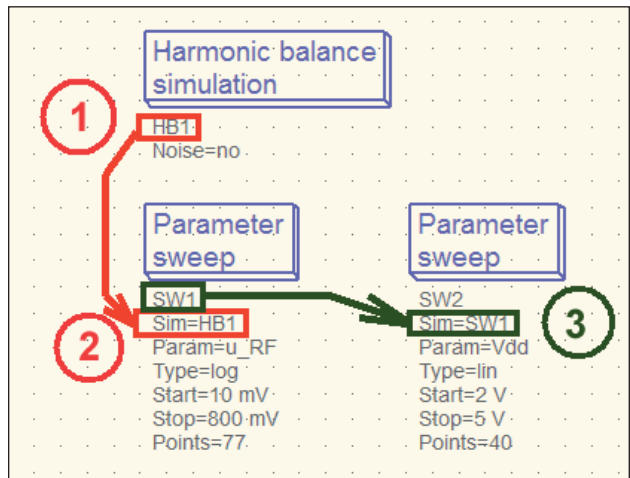 Harmonic balance
simulation
1
HB1
Noise=no
Parameter
sweep
SW1
Sim=HB1
2
Param=u_RF
Type=log
Start=10 mV
Stop=800 mV
Points=77
Parameter
sweep
SW2
Sim=SW1
3
Param=Vdd
Type=lin
Start=2 V
Stop=5 V
Points=40